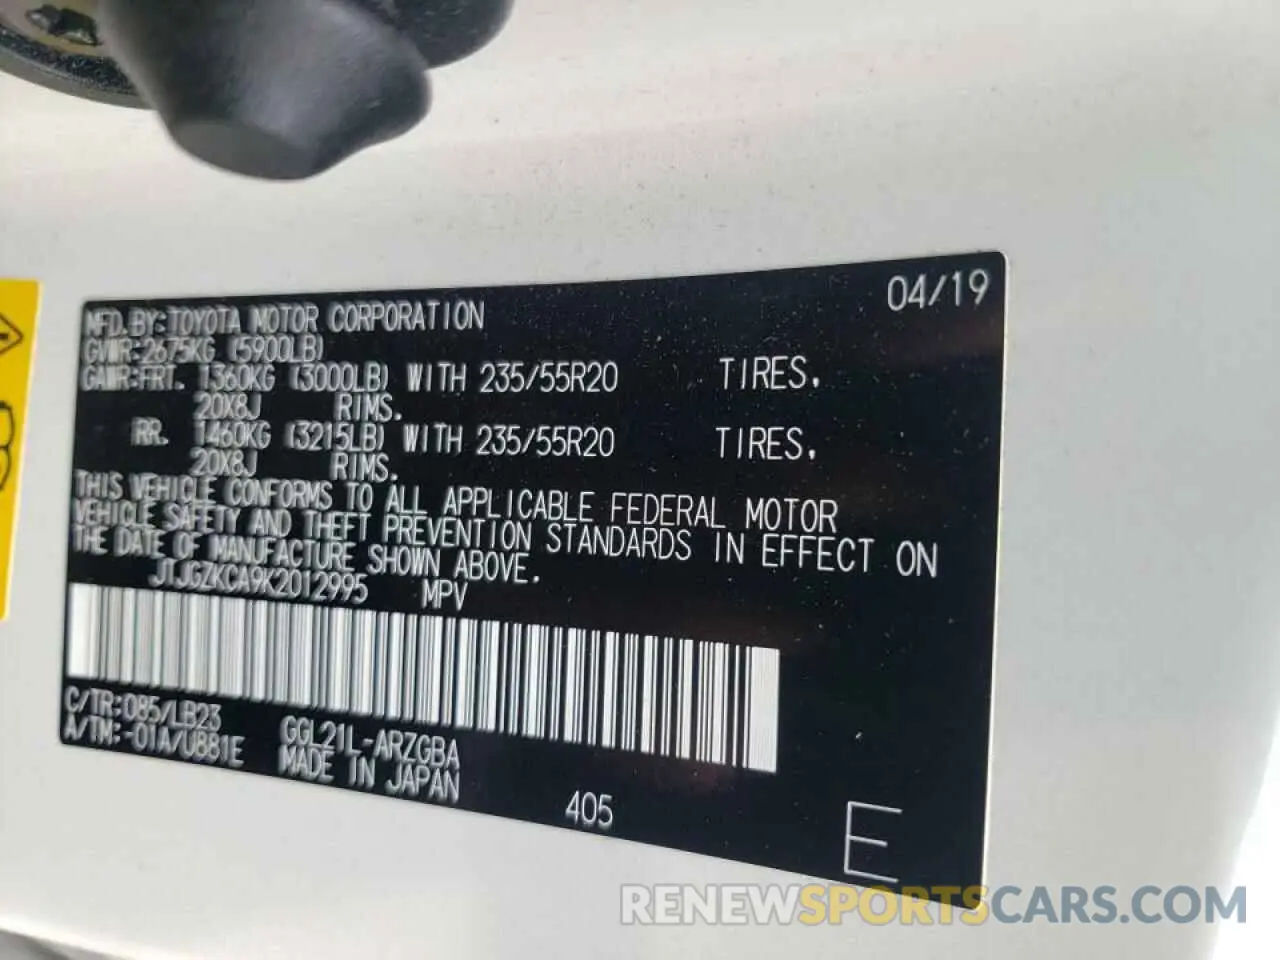 04/19
MFD. BY: TOYOTA MOTOR CORPORATION
GVWR: 2675KG (5900LB)
GAWR: FRT. 1360KG (3000LB) WITH 235/55R20 TIRES,
20X8J RIMS.
RR. 1460KG (3215LB) WITH 235/55R20 TIRES,
20X8J RIMS.
THIS VEHICLE CONFORMS TO ALL APPLICABLE FEDERAL MOTOR
VEHICLE SAFETY AND THEFT PREVENTION STANDARDS IN EFFECT ON
THE DATE OF MANUFACTURE SHOWN ABOVE.
JTJGZKCA9K2012995 MPV
C/TR: 085/LB23
A/TM: -01A/U881E
GGL21L-ARZGBA
MADE IN JAPAN
405
E
RENEWSPORTSCARS.COM